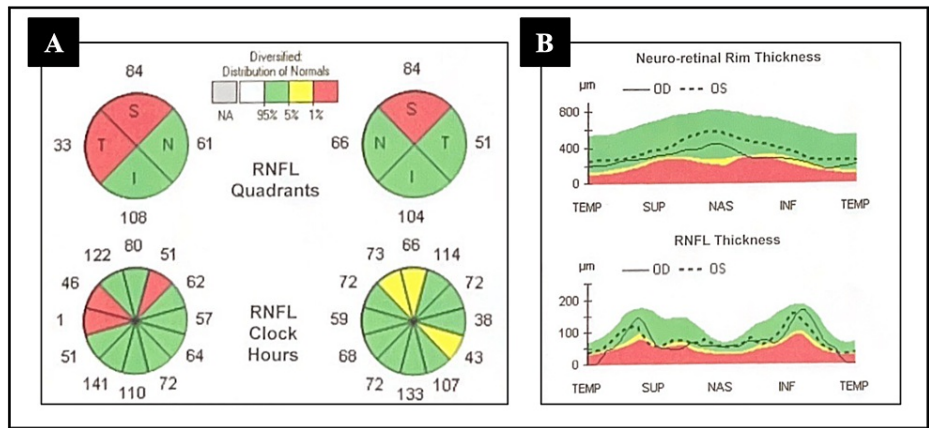 A
Diversified:
Distribution of Normals
NA 95% 5% 1%
84
S
T
N
I
33
61
108
RNFL
Quadrants
84
S
N
T
I
66
51
104
122 80 51
46 62
1 57
51 64
141 110 72
RNFL
Clock
Hours
73 66 114
72 72
59 38
68 43
72 133 107
B
Neuro-retinal Rim Thickness
µm OD OS
800
400
0
TEMP SUP NAS INF TEMP
RNFL Thickness
µm OD OS
200
100
0
TEMP SUP NAS INF TEMP